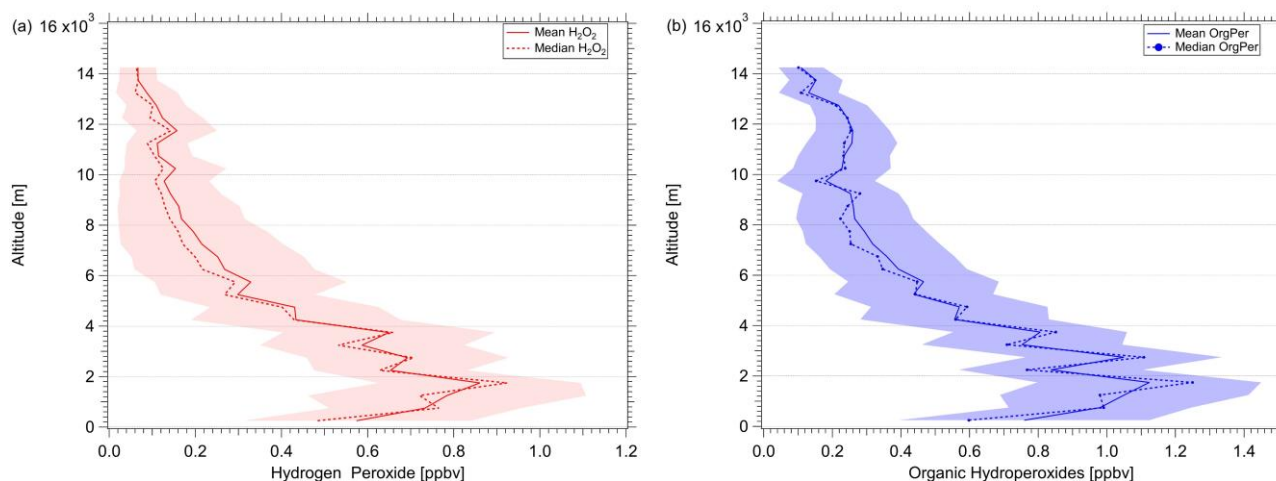 (a)
16 x10³
14
12
10
8
6
4
2
0
Altitude [m]
0.0 0.2 0.4 0.6 0.8 1.0 1.2
Hydrogen Peroxide [ppbv]
Mean H₂O₂
Median H₂O₂
(b)
16 x10³
14
12
10
8
6
4
2
0
Altitude [m]
0.0 0.2 0.4 0.6 0.8 1.0 1.2 1.4
Organic Hydroperoxides [ppbv]
Mean OrgPer
Median OrgPer